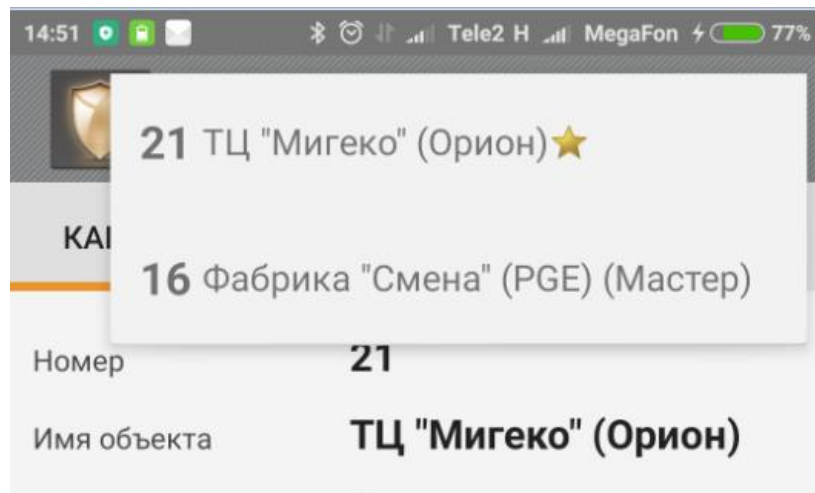 14:51 Tele2 H MegaFon 77%
21 ТЦ "Мигеко" (Орион)
КА
16 Фабрика "Смена" (PGE) (Мастер)
Номер 21
Имя объекта ТЦ "Мигеко" (Орион)